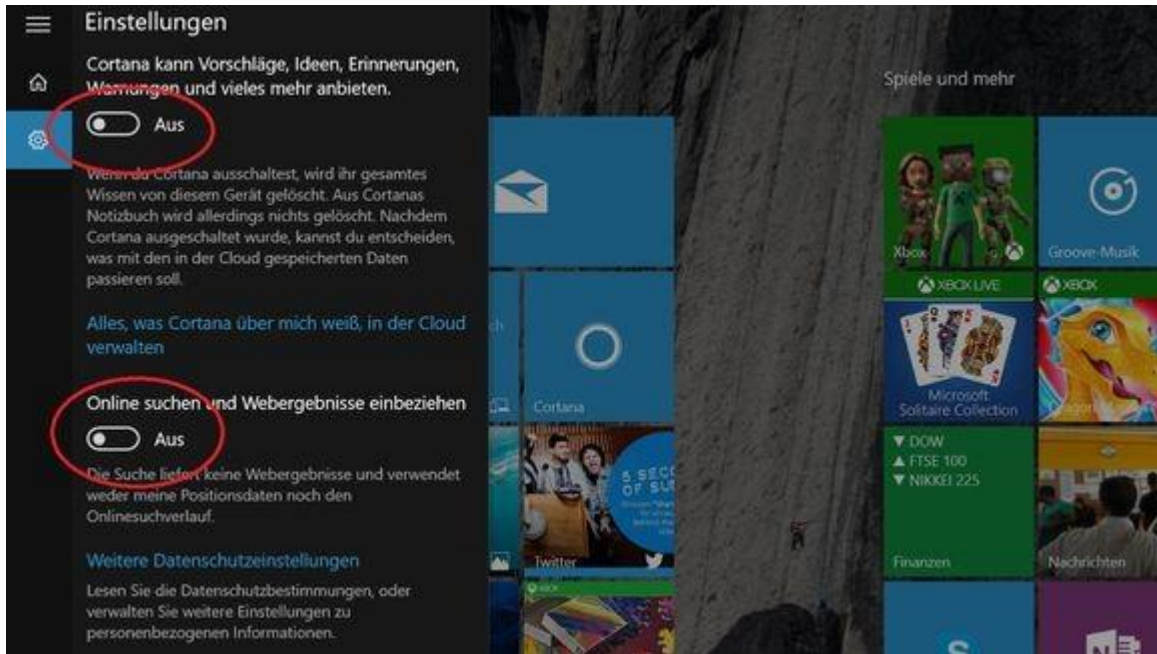 Einstellungen
Cortana kann Vorschläge, Ideen, Erinnerungen,
Warnungen und vieles mehr anbieten.
Aus
Wenn du Cortana ausschaltest, wird ihr gesamtes
Wissen von diesem Gerät gelöscht. Aus Cortanas
Notizbuch wird allerdings nichts gelöscht. Nachdem
Cortana ausgeschaltet wurde, kannst du entscheiden,
was mit den in der Cloud gespeicherten Daten
passieren soll.
Alles, was Cortana über mich weiß, in der Cloud
verwalten
Online suchen und Webergebnisse einbeziehen
Aus
Die Suche liefert keine Webergebnisse und verwendet
weder meine Positionsdaten noch den
Onlinesuchverlauf.
Weitere Datenschutzeinstellungen
Lesen Sie die Datenschutzbestimmungen, oder
verwalten Sie weitere Einstellungen zu
personenbezogenen Informationen.
Cortana
5 SECO
OF SU
Twitter
XBOX
Spiele und mehr
Xbox
Groove-Musik
XBOX LIVE
XBOX
Microsoft
Solitaire Collection
▼ DOW
▲ FTSE 100
▼ NIKKEI 225
Finanzen
Nachrichten